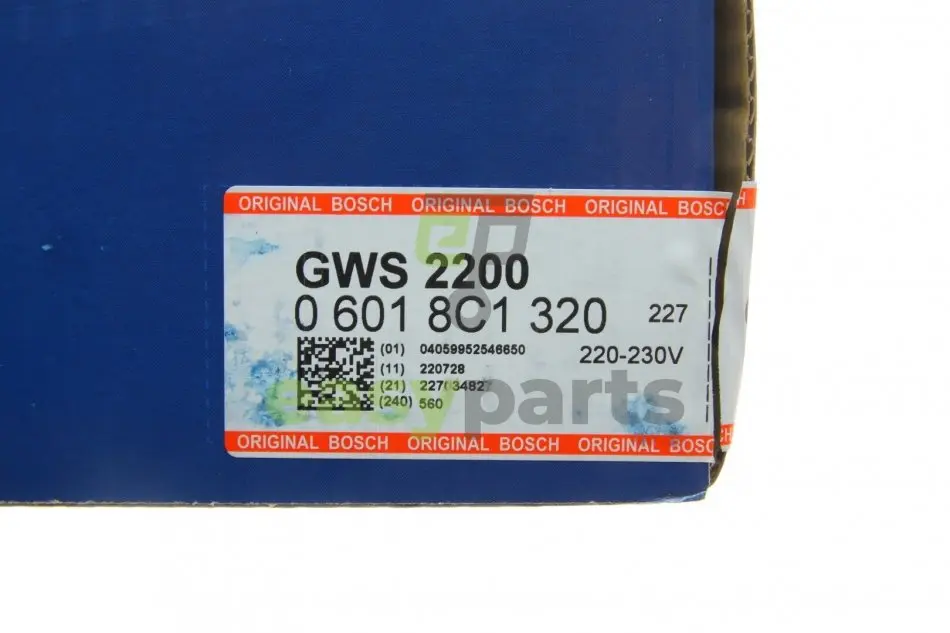 ORIGINAL BOSCH ORIGINAL BOSCH ORIGINAL BOSCH
GWS 2200
0 601 8C1 320 227
220-230V
(01) 04059952546650
(11) 220728
(21)
(240) 560
easyparts
ORIGINAL BOSCH ORIGINAL BOSCH ORIGINAL BOSCH